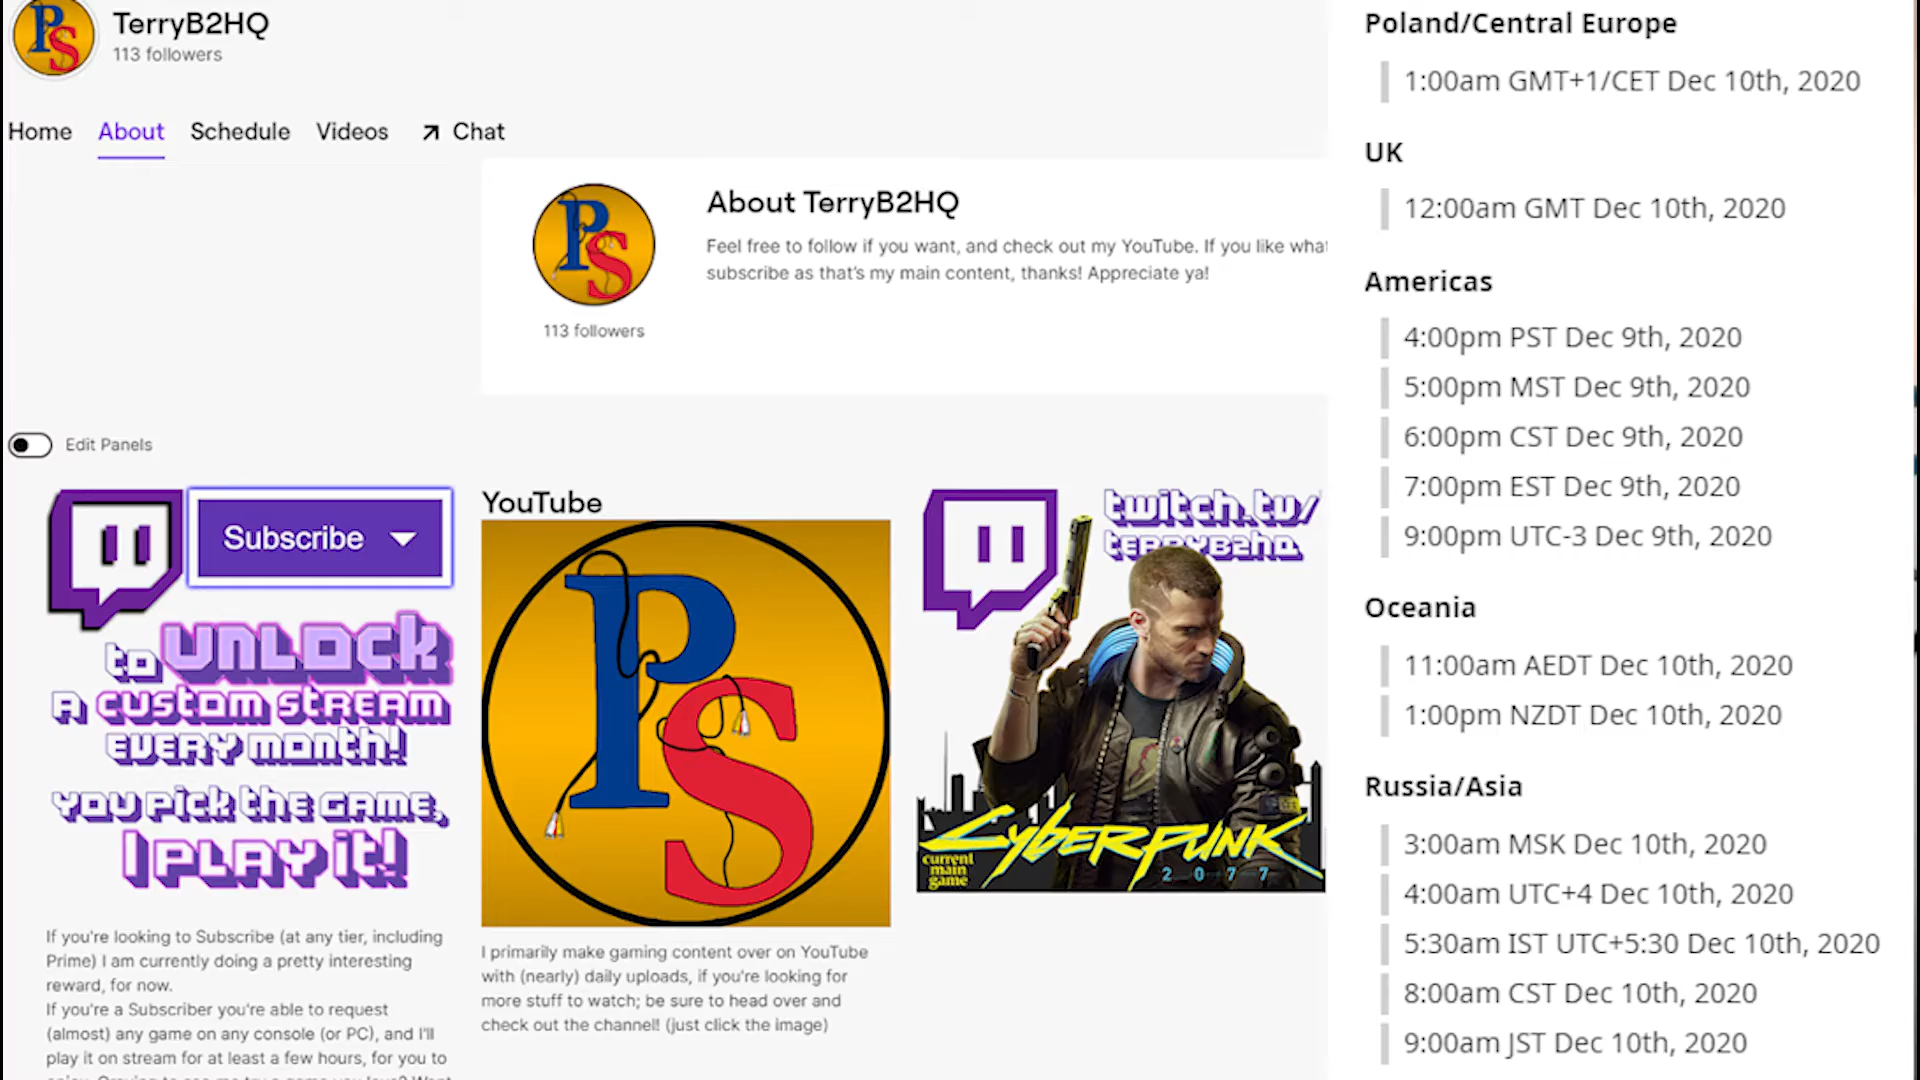 TerryB2HQ
113 followers
Home About Schedule Videos Chat
About TerryB2HQ
Feel free to follow if you want, and check out my YouTube. If you like what
subscribe as that's my main content, thanks! Appreciate ya!
113 followers
Edit Panels
Subscribe
to UNLOCK
A custom stream
every month!
You pick the game,
I play it!
If you're looking to Subscribe (at any tier, including
Prime) I am currently doing a pretty interesting
reward, for now.
If you're a Subscriber you're able to request
(almost) any game on any console (or PC), and I'll
play it on stream for at least a few hours, for you to
YouTube
PS
I primarily make gaming content over on YouTube
with (nearly) daily uploads, if you're looking for
more stuff to watch; be sure to head over and
check out the channel! (just click the image)
twitch.tv/
terryb2hq
Cyberpunk
2077
current
main
game
Poland/Central Europe
1:00am GMT+1/CET Dec 10th, 2020
UK
12:00am GMT Dec 10th, 2020
Americas
4:00pm PST Dec 9th, 2020
5:00pm MST Dec 9th, 2020
6:00pm CST Dec 9th, 2020
7:00pm EST Dec 9th, 2020
9:00pm UTC-3 Dec 9th, 2020
Oceania
11:00am AEDT Dec 10th, 2020
1:00pm NZDT Dec 10th, 2020
Russia/Asia
3:00am MSK Dec 10th, 2020
4:00am UTC+4 Dec 10th, 2020
5:30am IST UTC+5:30 Dec 10th, 2020
8:00am CST Dec 10th, 2020
9:00am JST Dec 10th, 2020